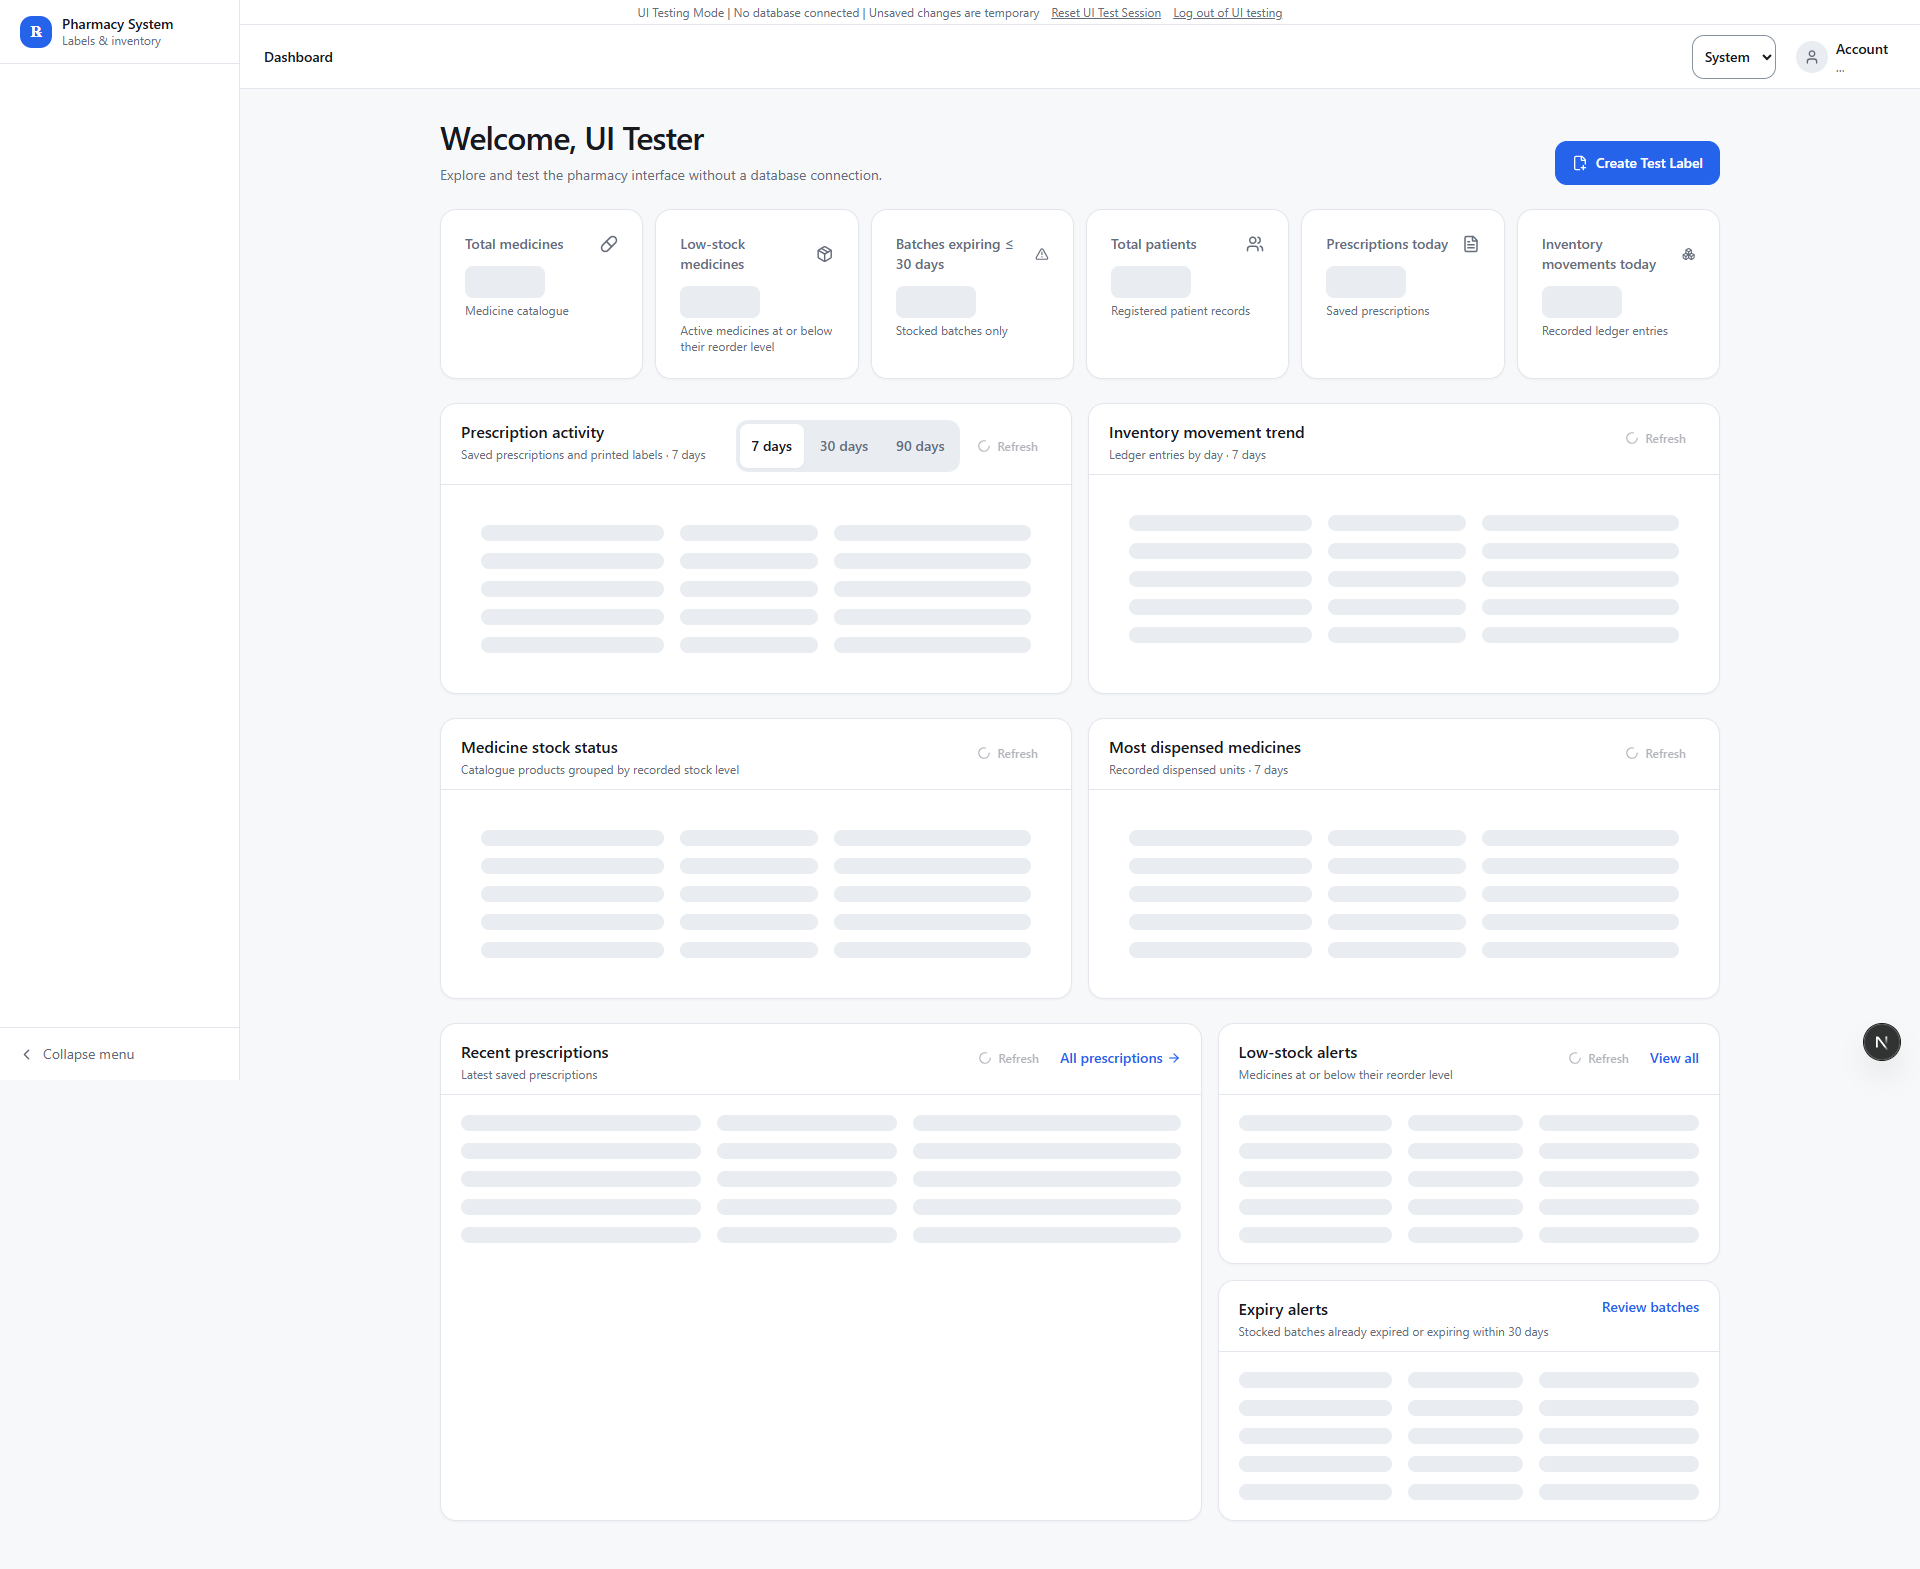 ℞
Pharmacy System
Labels & inventory
UI Testing Mode | No database connected | Unsaved changes are temporary Reset UI Test Session Log out of UI testing
Dashboard
System
Account
...
Welcome, UI Tester
Explore and test the pharmacy interface without a database connection.
Create Test Label
Total medicines
Medicine catalogue
Low-stock
medicines
Active medicines at or below
their reorder level
Batches expiring ≤
30 days
Stocked batches only
Total patients
Registered patient records
Prescriptions today
Saved prescriptions
Inventory
movements today
Recorded ledger entries
Prescription activity
Saved prescriptions and printed labels · 7 days
7 days 30 days 90 days
Refresh
Inventory movement trend
Ledger entries by day · 7 days
Refresh
Medicine stock status
Catalogue products grouped by recorded stock level
Refresh
Most dispensed medicines
Recorded dispensed units · 7 days
Refresh
Recent prescriptions
Latest saved prescriptions
Refresh
All prescriptions →
Low-stock alerts
Medicines at or below their reorder level
Refresh
View all
Expiry alerts
Stocked batches already expired or expiring within 30 days
Review batches
Collapse menu
N